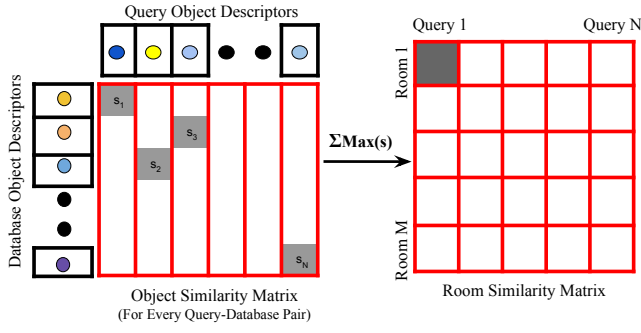 Query Object Descriptors
Database Object Descriptors
s1
s2
s3
sN
Object Similarity Matrix
(For Every Query-Database Pair)
ΣMax(s)
Query 1
Query N
Room 1
Room M
Room Similarity Matrix